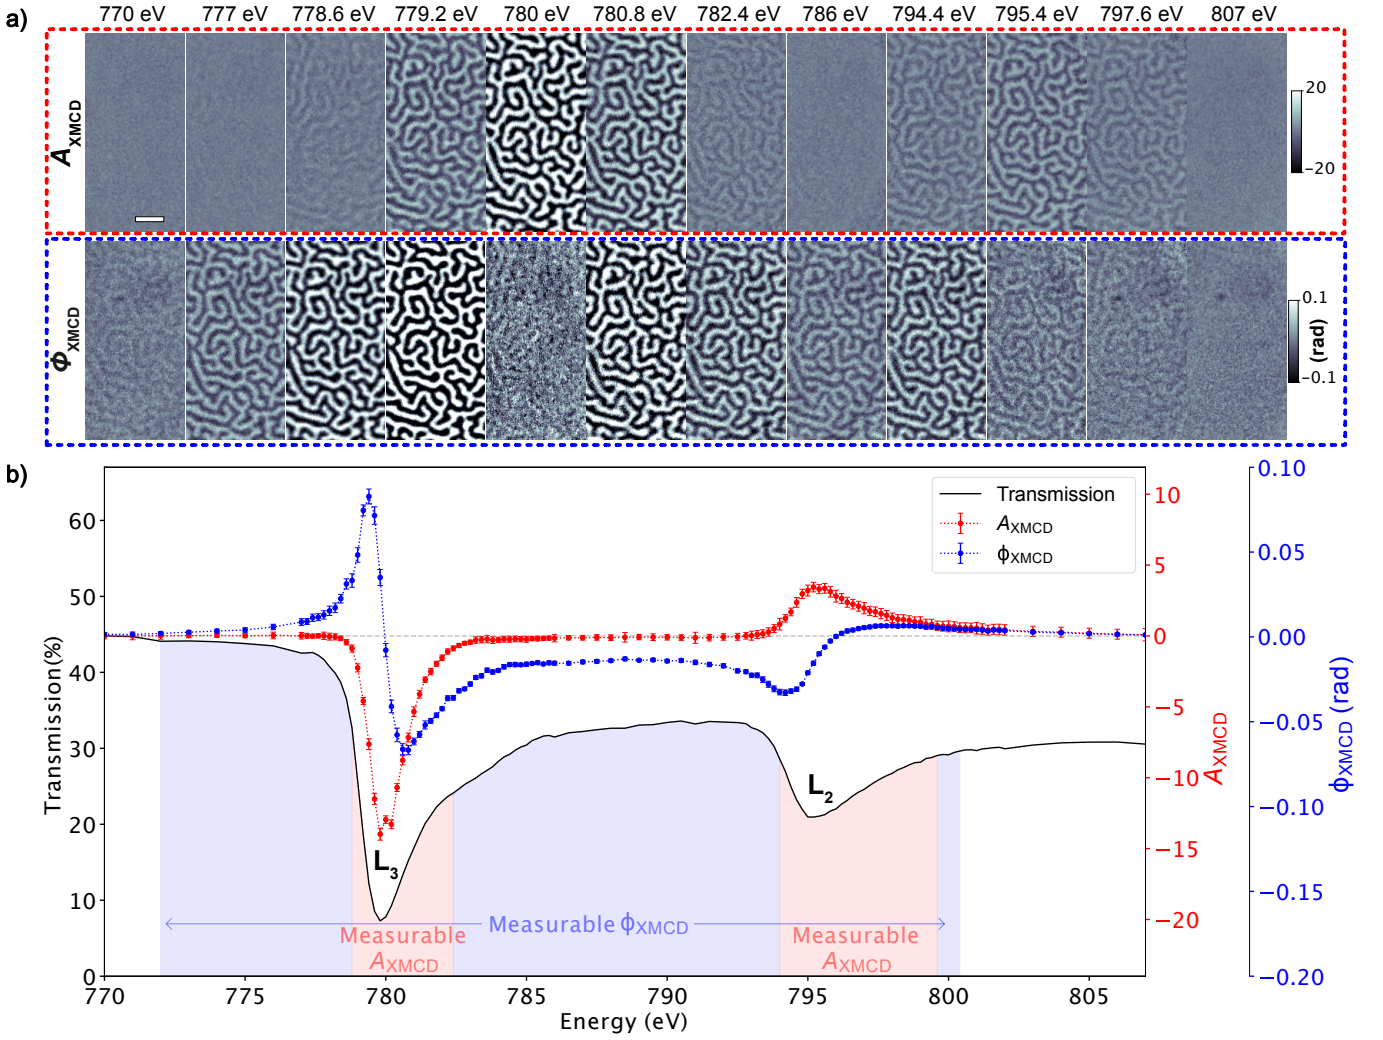 a)
770 eV 777 eV 778.6 eV 779.2 eV 780 eV 780.8 eV 782.4 eV 786 eV 794.4 eV 795.4 eV 797.6 eV 807 eV
AXMCD
20
−20
ϕXMCD
0.1
−0.1
(rad)
b)
Transmission(%)
60
50
40
30
20
10
0
Transmission
AXMCD
ϕXMCD
L3
L2
Measurable ϕXMCD
Measurable
AXMCD
Measurable
AXMCD
770 775 780 785 790 795 800 805
Energy (eV)
10
5
0
−5
−10
−15
−20
AXMCD
0.10
0.05
0.00
−0.05
−0.10
−0.15
−0.20
ϕXMCD (rad)